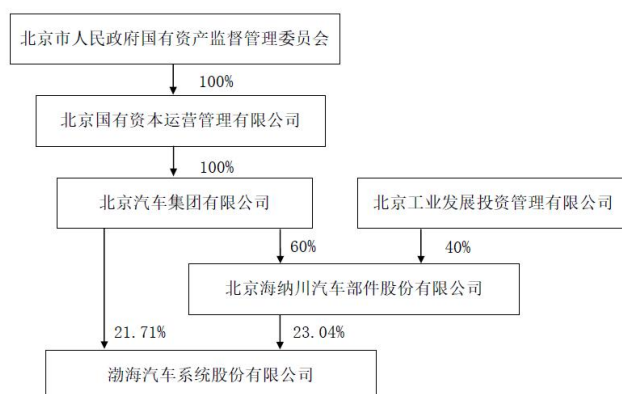 北京市人民政府国有资产监督管理委员会
100%
北京国有资本运营管理有限公司
100%
北京汽车集团有限公司
北京工业发展投资管理有限公司
60%
40%
北京海纳川汽车部件股份有限公司
21.71%
23.04%
渤海汽车系统股份有限公司